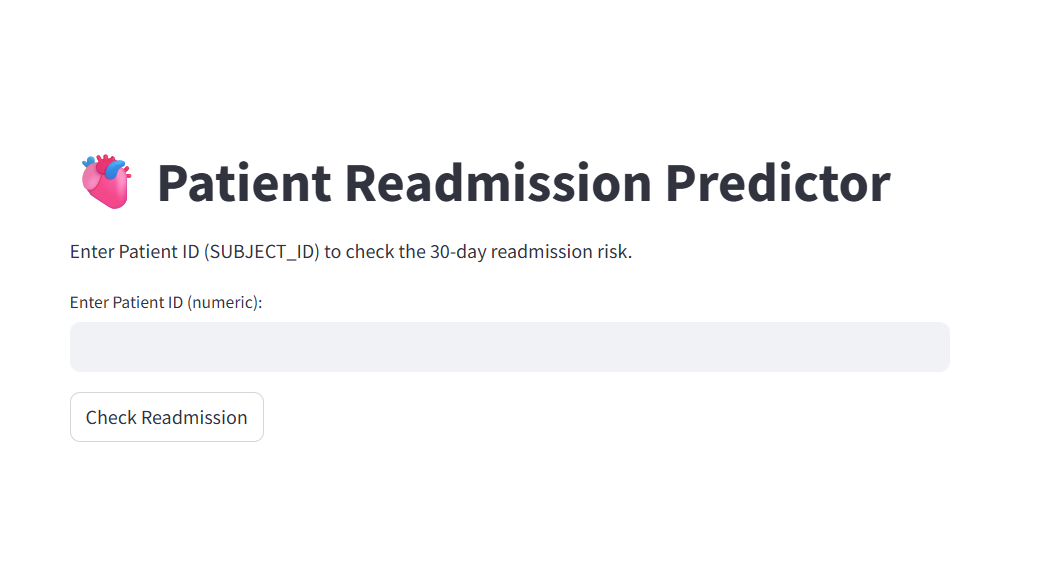 Patient Readmission Predictor
Enter Patient ID (SUBJECT_ID) to check the 30-day readmission risk.
Enter Patient ID (numeric):
Check Readmission